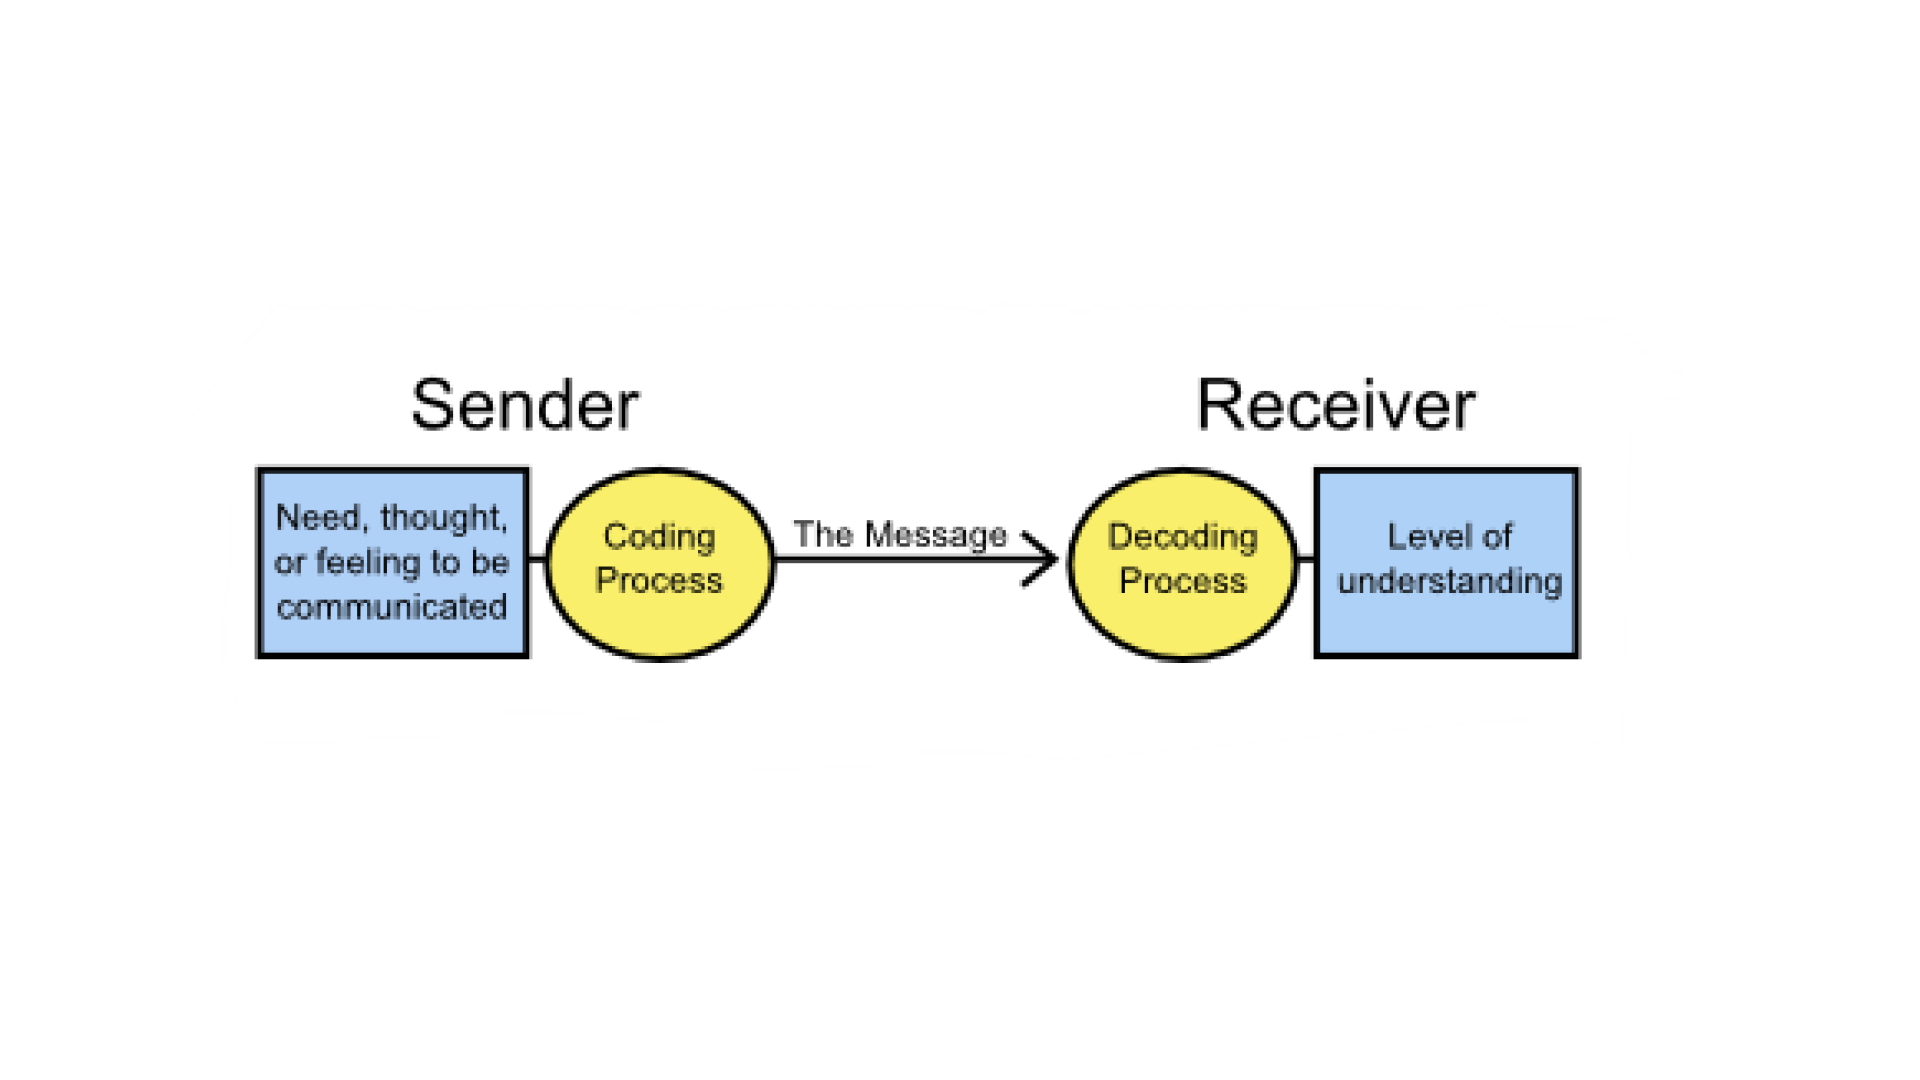 Sender
Receiver
Need, thought,
or feeling to be
communicated
Coding
Process
The Message
Decoding
Process
Level of
understanding